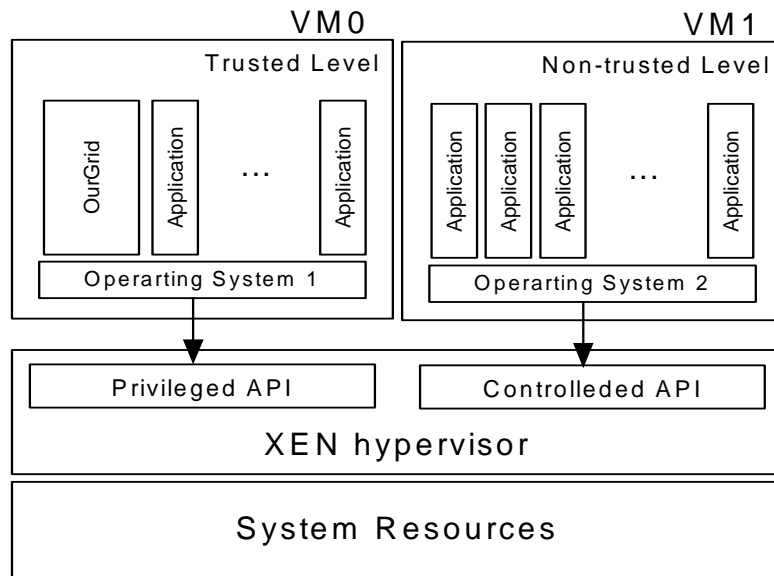 VM0
Trusted Level
OurGrid
Application
...
Application
Operarting System 1
VM1
Non-trusted Level
Application
Application
Application
...
Application
Operarting System 2
Privileged API
Controlleded API
XEN hypervisor
System Resources